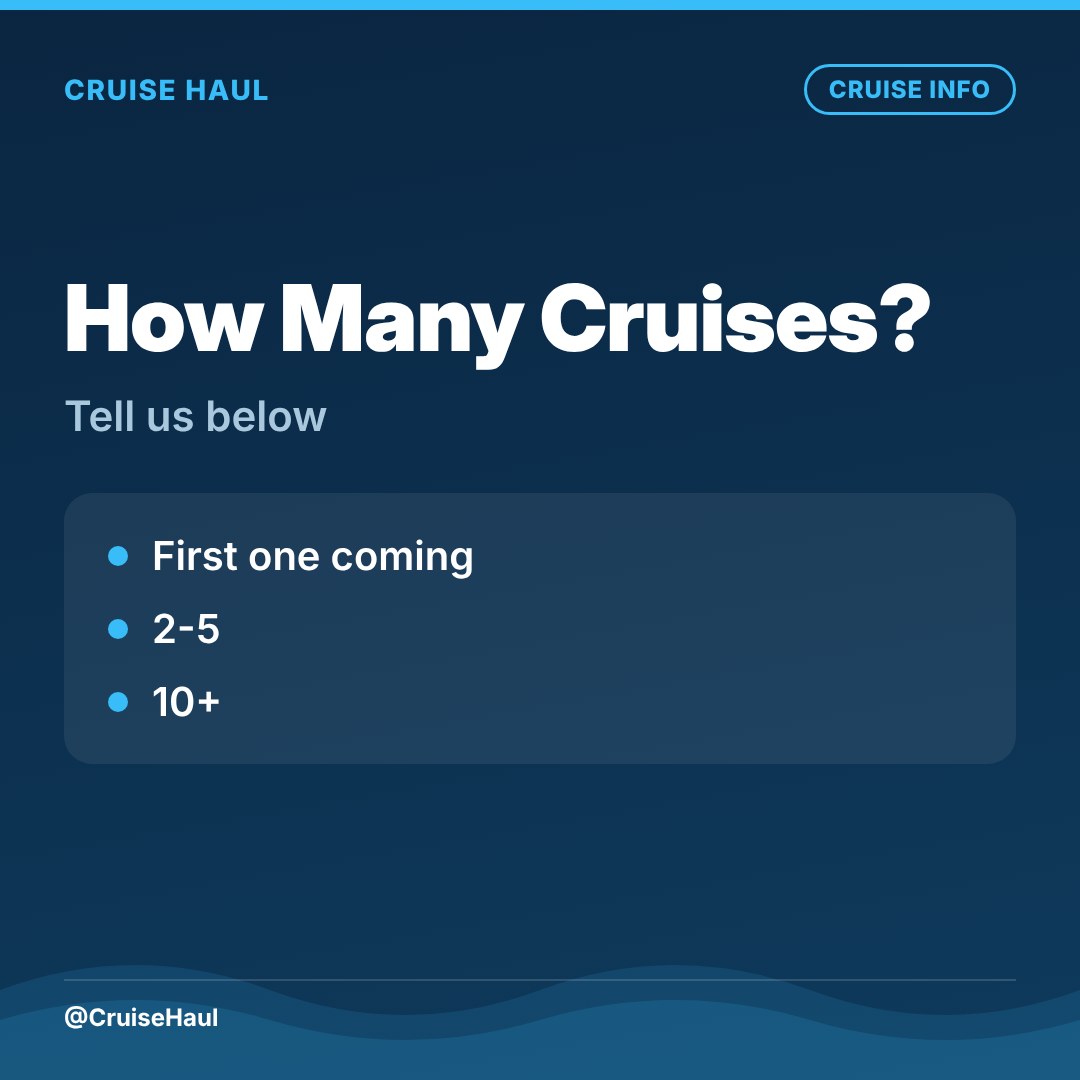 CRUISE HAUL
CRUISE INFO
How Many Cruises?
Tell us below
First one coming
2-5
10+
@CruiseHaul